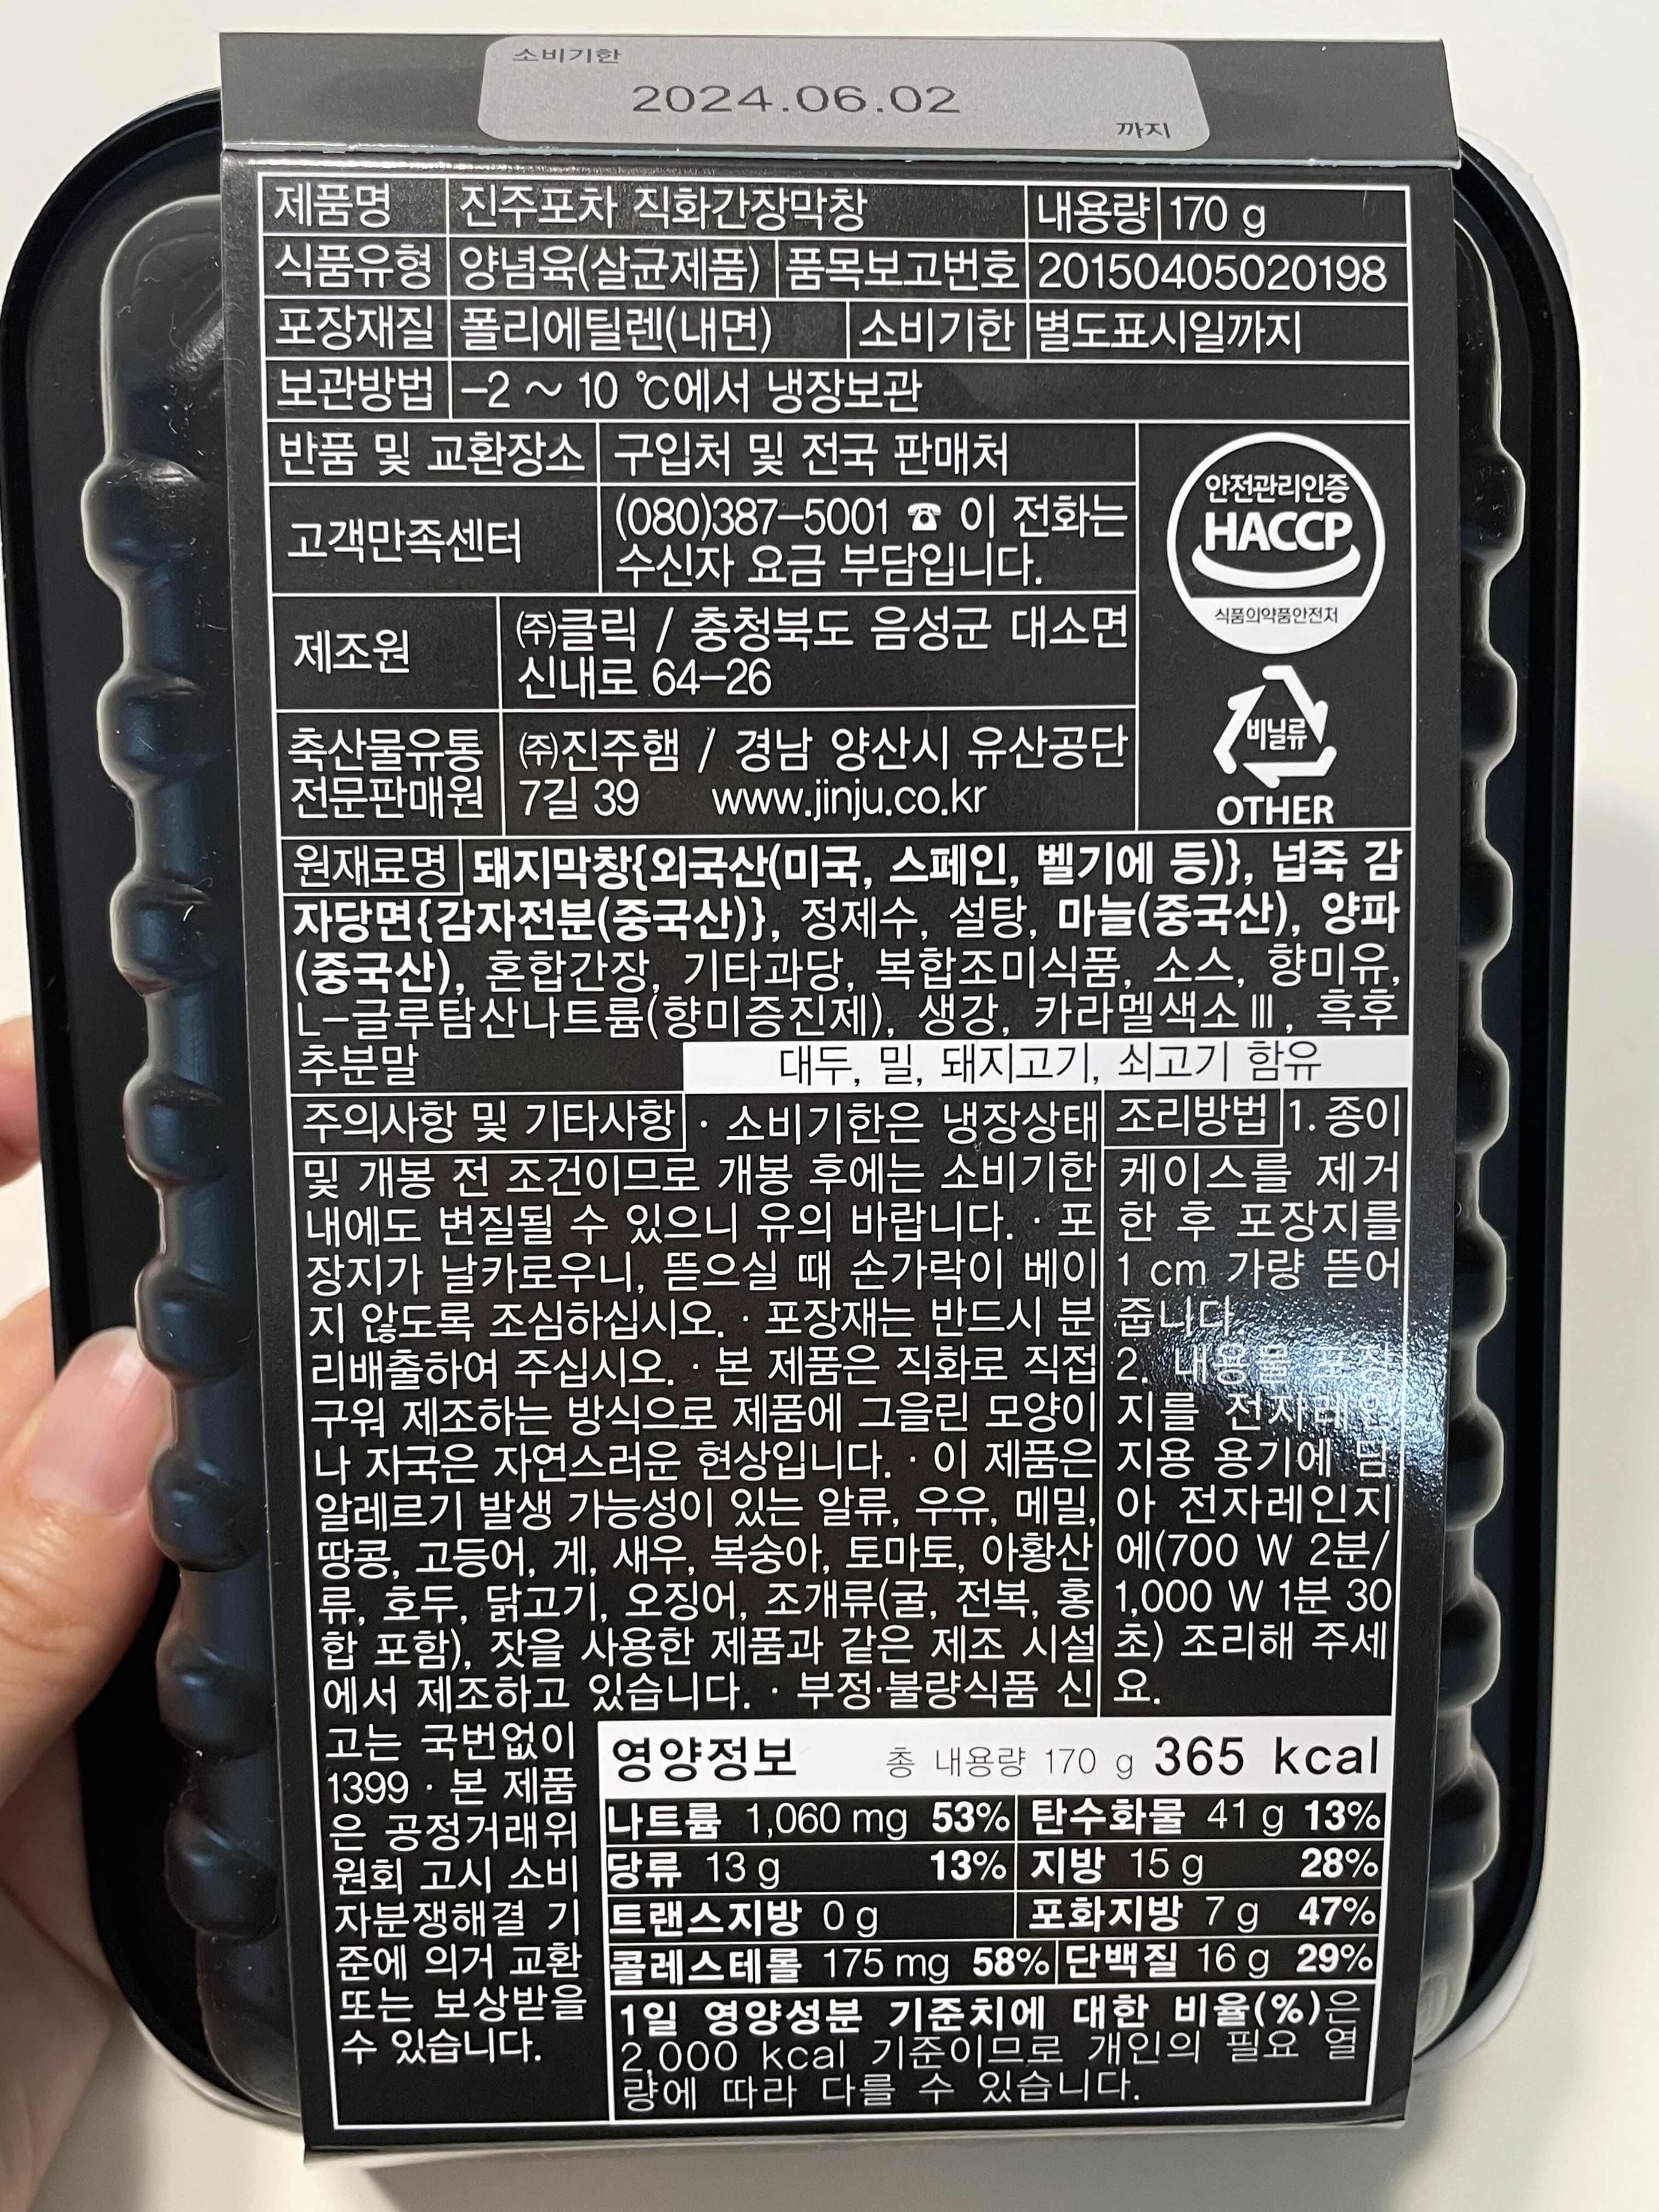 소비기한
2024.06.02
까지
제품명 진주포차 직화간장막창 내용량 170 g
식품유형 양념육(살균제품) 품목보고번호 20150405020198
포장재질 폴리에틸렌(내면) 소비기한 별도표시일까지
보관방법 -2 ~ 10 ℃에서 냉장보관
반품 및 교환장소 구입처 및 전국 판매처
고객만족센터
(080)387-5001 ☎ 이 전화는
수신자 요금 부담입니다.
제조원
㈜클릭 / 충청북도 음성군 대소면
신내로 64-26
축산물유통
전문판매원
㈜진주햄 / 경남 양산시 유산공단
7길 39 www.jinju.co.kr
안전관리인증
HACCP
식품의약품안전처
비닐류
OTHER
원재료명 돼지막창{외국산(미국, 스페인, 벨기에 등)}, 넙죽 감
자당면{감자전분(중국산)}, 정제수, 설탕, 마늘(중국산), 양파
(중국산), 혼합간장, 기타과당, 복합조미식품, 소스, 향미유,
L-글루탐산나트륨(향미증진제), 생강, 카라멜색소Ⅲ, 흑후
추분말
대두, 밀, 돼지고기, 쇠고기 함유
주의사항 및 기타사항 · 소비기한은 냉장상태
및 개봉 전 조건이므로 개봉 후에는 소비기한
내에도 변질될 수 있으니 유의 바랍니다. · 포
장지가 날카로우니, 뜯으실 때 손가락이 베이
지 않도록 조심하십시오. · 포장재는 반드시 분
리배출하여 주십시오. · 본 제품은 직화로 직접
구워 제조하는 방식으로 제품에 그을린 모양이
나 자국은 자연스러운 현상입니다. · 이 제품은
알레르기 발생 가능성이 있는 알류, 우유, 메밀,
땅콩, 고등어, 게, 새우, 복숭아, 토마토, 아황산
류, 호두, 닭고기, 오징어, 조개류(굴, 전복, 홍
합 포함), 잣을 사용한 제품과 같은 제조 시설
에서 제조하고 있습니다. · 부정·불량식품 신
고는 국번없이
1399 · 본 제품
은 공정거래위
원회 고시 소비
자분쟁해결 기
준에 의거 교환
또는 보상받을
수 있습니다.
조리방법 1. 종이
케이스를 제거
한 후 포장지를
1 cm 가량 뜯어
줍니다.
2. 내용물 포장
지를 전자레인
지용 용기에 담
아 전자레인지
에(700 W 2분/
1,000 W 1분 30
초) 조리해 주세
요.
영양정보 총 내용량 170 g 365 kcal
나트륨 1,060 mg 53% 탄수화물 41 g 13%
당류 13 g 13% 지방 15 g 28%
트랜스지방 0 g 포화지방 7 g 47%
콜레스테롤 175 mg 58% 단백질 16 g 29%
1일 영양성분 기준치에 대한 비율(%)은
2,000 kcal 기준이므로 개인의 필요 열
량에 따라 다를 수 있습니다.